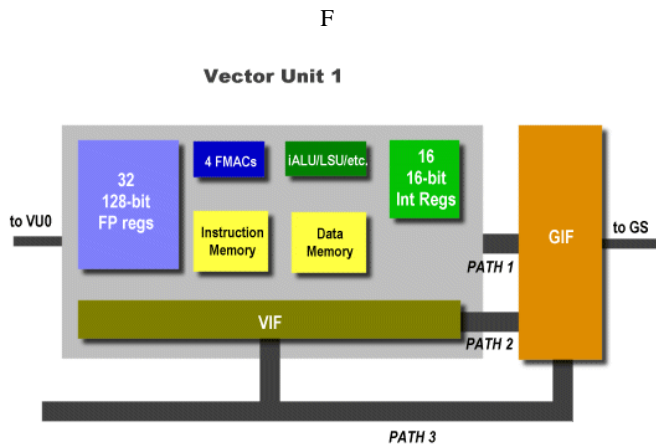 F
Vector Unit 1
32
128-bit
FP regs
4 FMACs
iALU/LSU/etc.
16
16-bit
Int Regs
Instruction
Memory
Data
Memory
to VU0
GIF
to GS
PATH 1
VIF
PATH 2
PATH 3